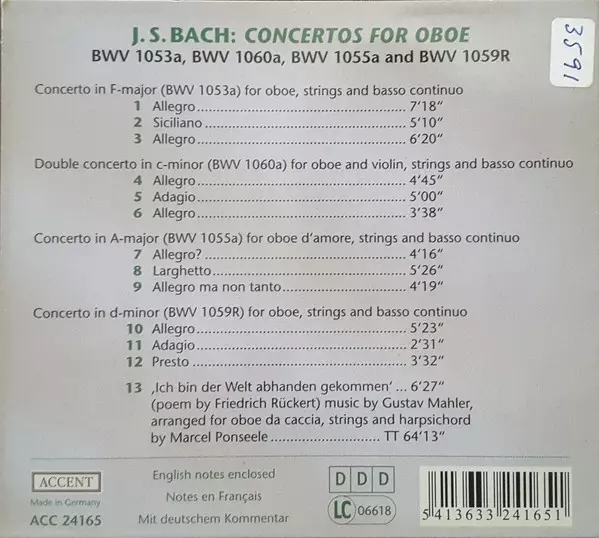 J. S. BACH: CONCERTOS FOR OBOE
3591
BWV 1053a, BWV 1060a, BWV 1055a and BWV 1059R
Concerto in F-major (BWV 1053a) for oboe, strings and basso continuo
1 Allegro 7’18“
2 Siciliano 5’10“
3 Allegro 6’20“
Double concerto in c-minor (BWV 1060a) for oboe and violin, strings and basso continuo
4 Allegro 4’45“
5 Adagio 5’00“
6 Allegro 3’38“
Concerto in A-major (BWV 1055a) for oboe d’amore, strings and basso continuo
7 Allegro? 4’16“
8 Larghetto 5’26“
9 Allegro ma non tanto 4’19“
Concerto in d-minor (BWV 1059R) for oboe, strings and basso continuo
10 Allegro 5’23“
11 Adagio 2’31“
12 Presto 3’32“
13 ‚Ich bin der Welt abhanden gekommen‘ ... 6’27“
(poem by Friedrich Rückert) music by Gustav Mahler,
arranged for oboe da caccia, strings and harpsichord
by Marcel Ponseele TT 64’13“
ACCENT
Made in Germany
ACC 24165
English notes enclosed
Notes en Français
Mit deutschem Kommentar
D D D
LC 06618
5 413633 241651